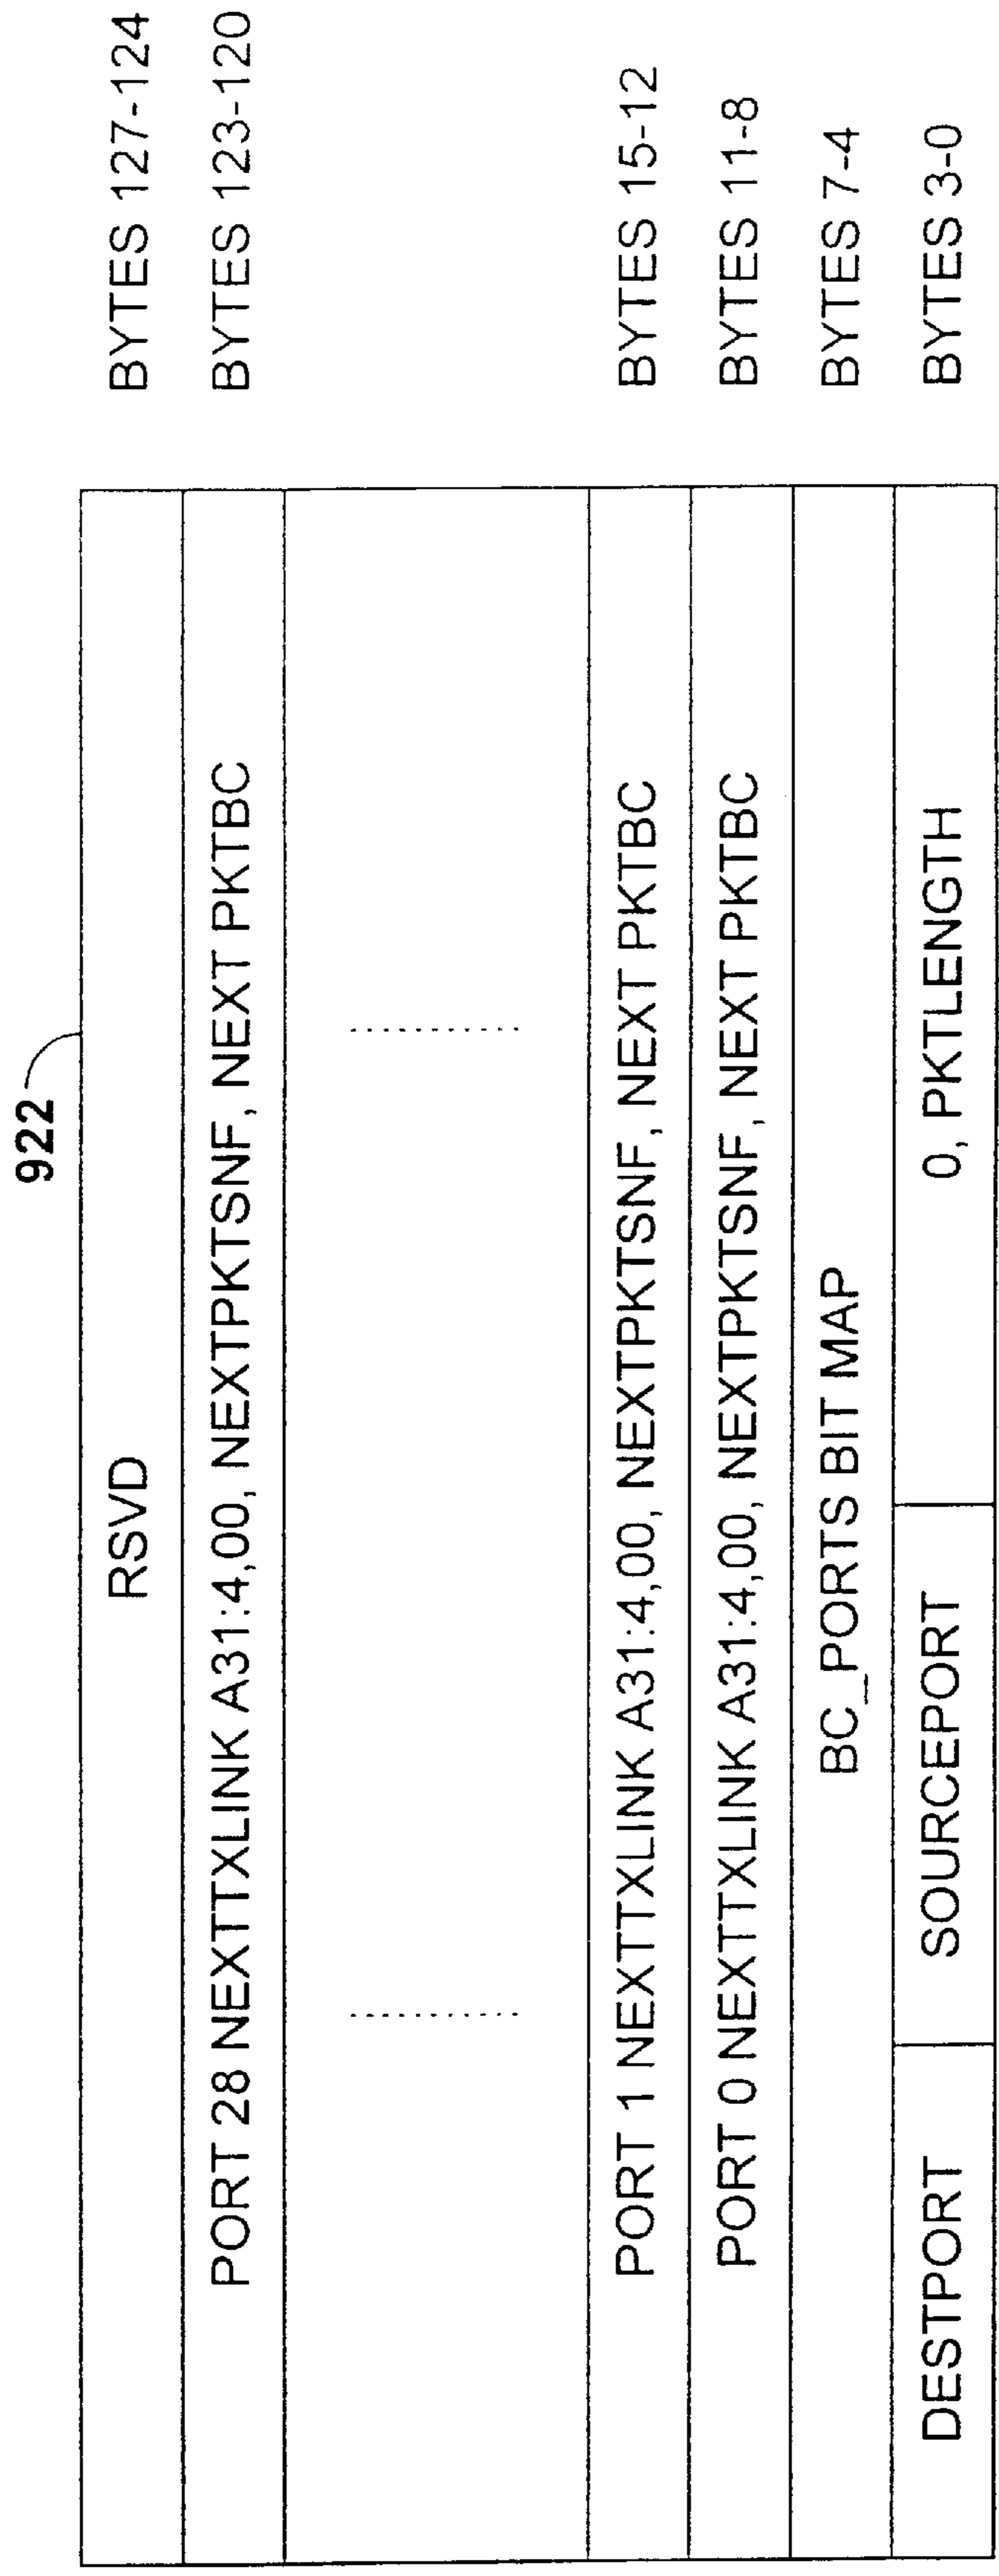 922
RSVD BYTES 127-124
PORT 28 NEXTTXLINK A31:4,00, NEXTPKTSNF, NEXT PKTBC BYTES 123-120
PORT 1 NEXTTXLINK A31:4,00, NEXTPKTSNF, NEXT PKTBC BYTES 15-12
PORT 0 NEXTTXLINK A31:4,00, NEXTPKTSNF, NEXT PKTBC BYTES 11-8
BC_PORTS BIT MAP BYTES 7-4
DESTPORT SOURCEPORT 0, PKTLENGTH BYTES 3-0